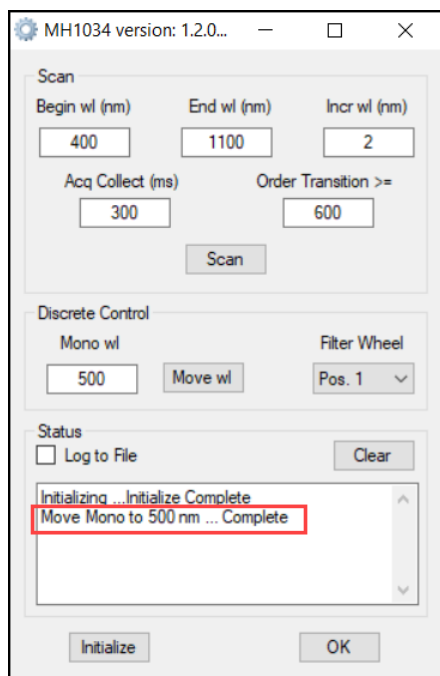 MH1034 version: 1.2.0...
Scan
Begin wl (nm) End wl (nm) Incr wl (nm)
400 1100 2
Acq Collect (ms) Order Transition >=
300 600
Scan
Discrete Control
Mono wl Filter Wheel
500 Move wl Pos. 1
Status
Log to File Clear
Initializing ...Initialize Complete
Move Mono to 500 nm ... Complete
Initialize OK